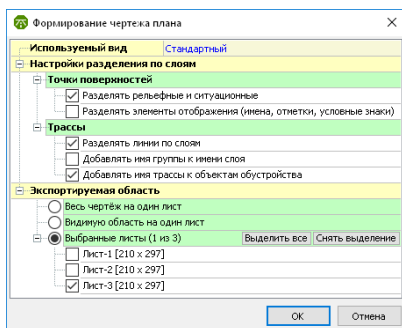 Формирование чертежа плана
Используемый вид Стандартный
Настройки разделения по слоям
Точки поверхностей
Разделять рельефные и ситуационные
Разделять элементы отображения (имена, отметки, условные знаки)
Трассы
Разделять линии по слоям
Добавлять имя группы к имени слоя
Добавлять имя трассы к объектам обустройства
Экспортируемая область
Весь чертёж на один лист
Видимую область на один лист
Выбранные листы (1 из 3) Выделить все Снять выделение
Лист-1 [210 x 297]
Лист-2 [210 x 297]
Лист-3 [210 x 297]
ОК Отмена